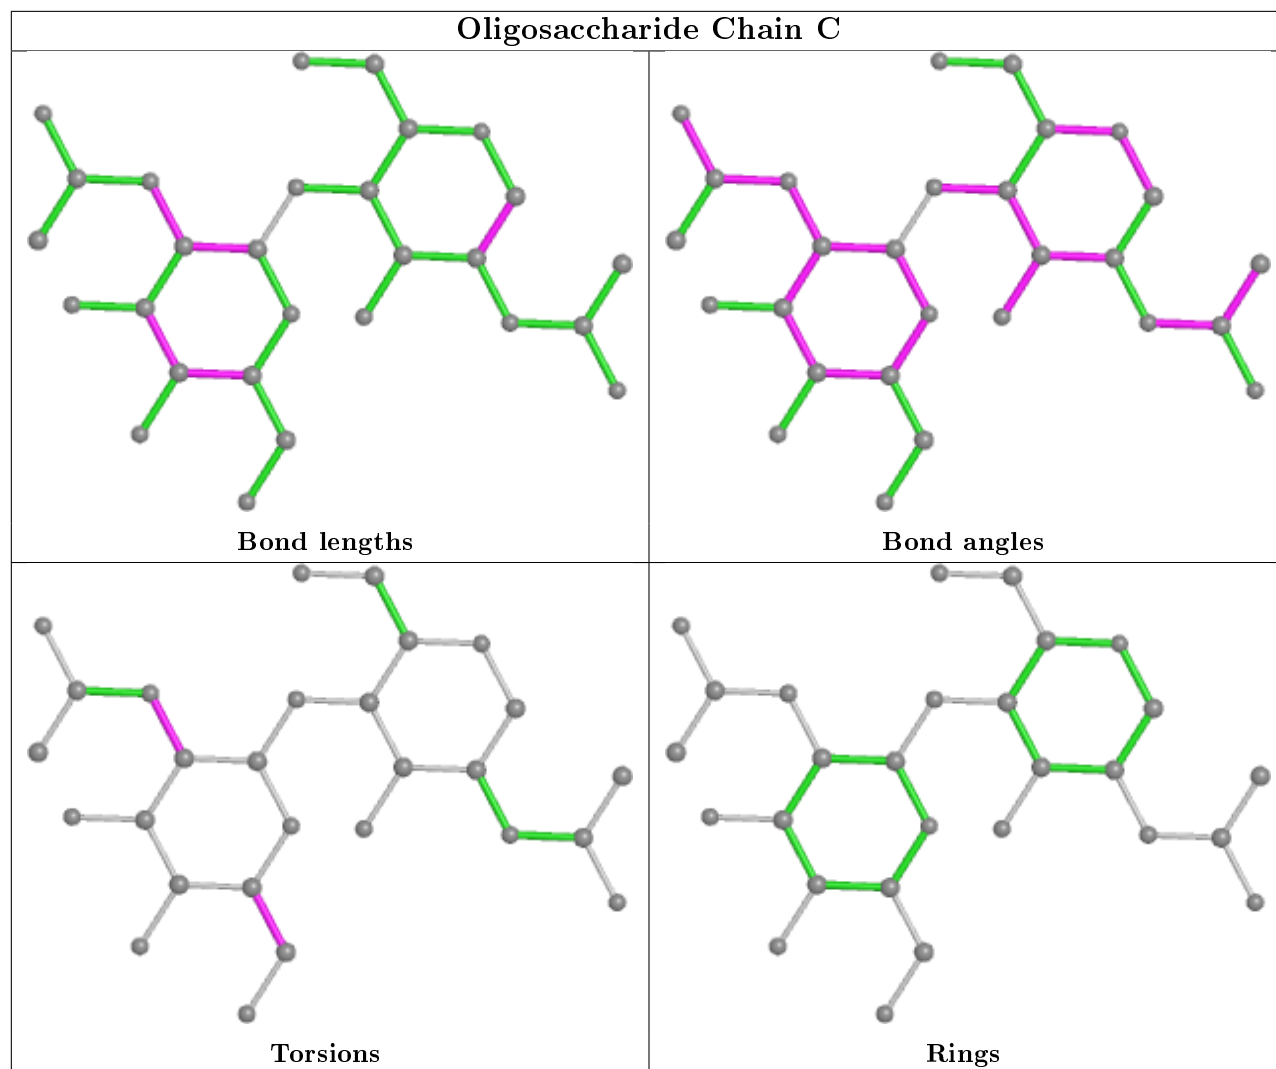 Oligosaccharide Chain C
Bond lengths
Bond angles
Torsions
Rings